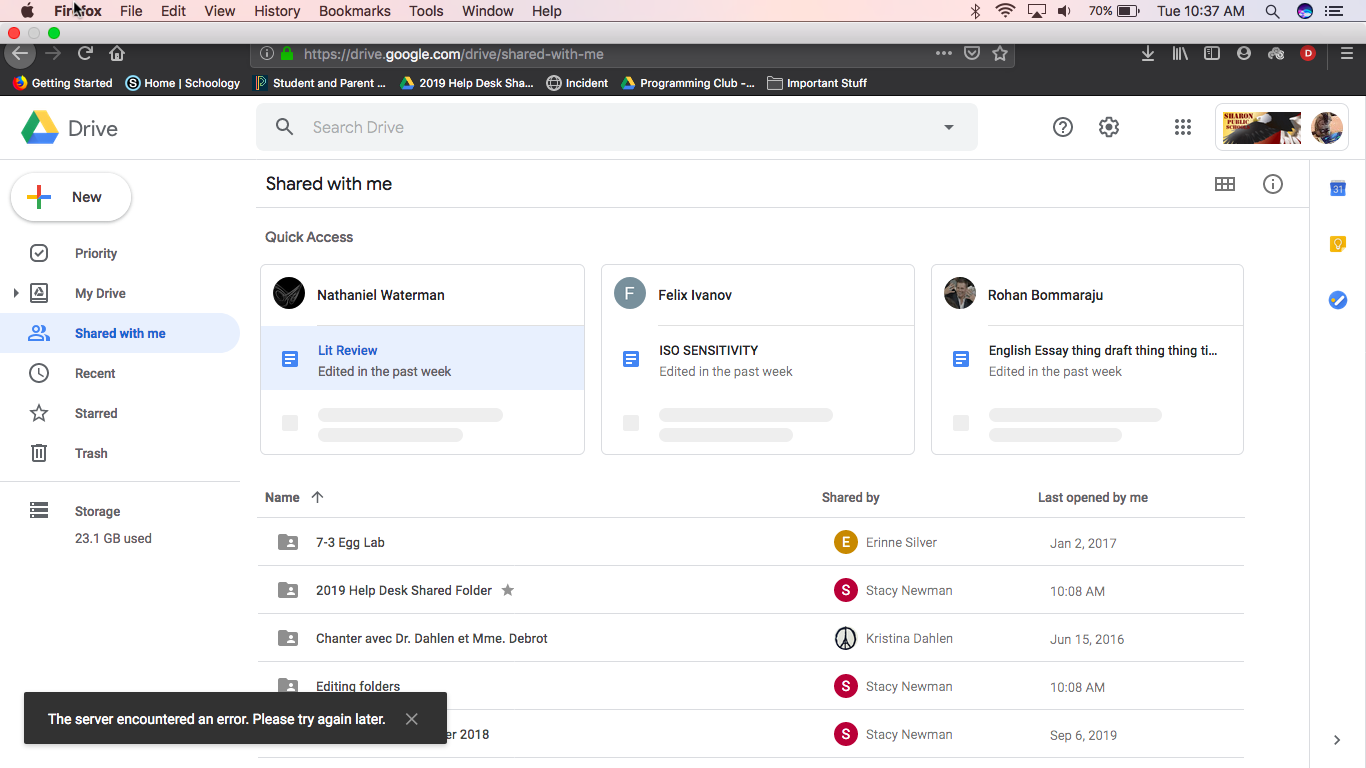 Firefox File Edit View History Bookmarks Tools Window Help 70% Tue 10:37 AM
https://drive.google.com/drive/shared-with-me
Getting Started Home | Schoology Student and Parent ... 2019 Help Desk Sha... Incident Programming Club -... Important Stuff
Drive Search Drive SHARON PUBLIC SCHOOLS
New
Shared with me
31
Quick Access
Priority
My Drive
Shared with me
Recent
Starred
Trash
Storage
23.1 GB used
Nathaniel Waterman
Lit Review
Edited in the past week
F Felix Ivanov
ISO SENSITIVITY
Edited in the past week
Rohan Bommaraju
English Essay thing draft thing thing ti...
Edited in the past week
Name Shared by Last opened by me
7-3 Egg Lab E Erinne Silver Jan 2, 2017
2019 Help Desk Shared Folder S Stacy Newman 10:08 AM
Chanter avec Dr. Dahlen et Mme. Debrot Kristina Dahlen Jun 15, 2016
Editing folders S Stacy Newman 10:08 AM
er 2018 S Stacy Newman Sep 6, 2019
The server encountered an error. Please try again later.